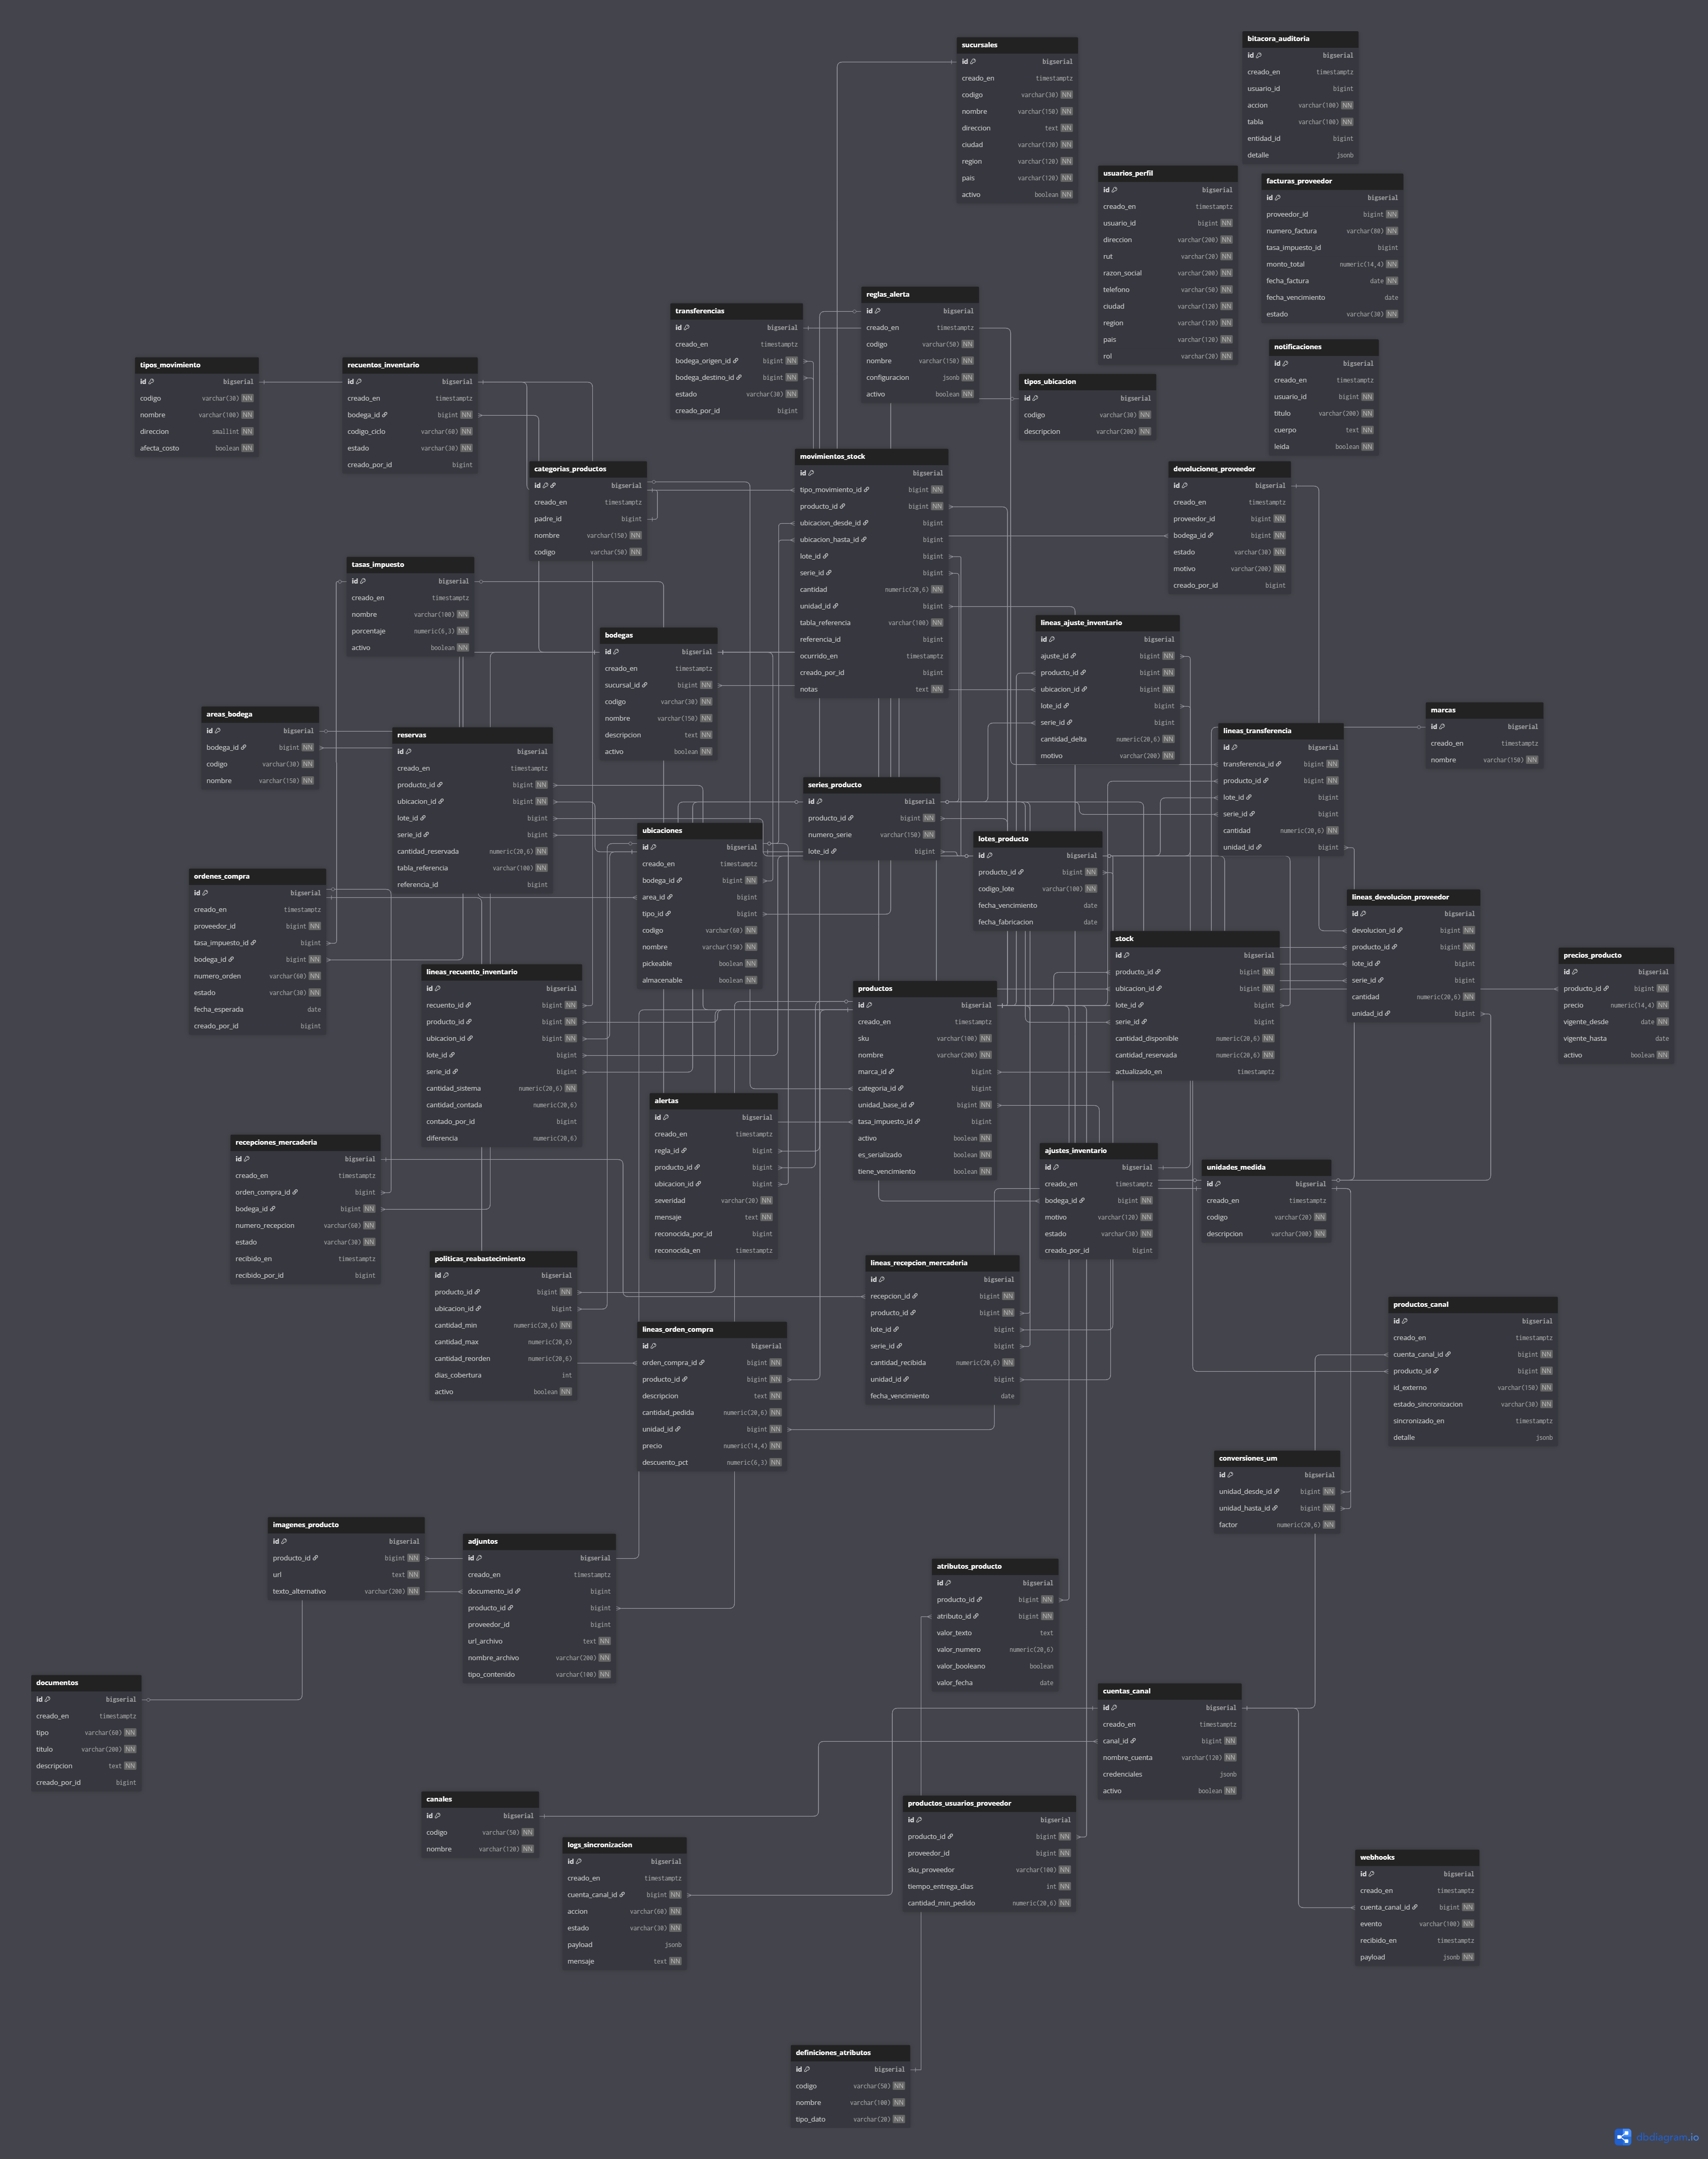 sucursales
id bigserial
creado_en timestamptz
codigo varchar(30) NN
nombre varchar(150) NN
direccion text NN
ciudad varchar(120) NN
region varchar(120) NN
pais varchar(120) NN
activo boolean NN
bitacora_auditoria
id bigserial
creado_en timestamptz
usuario_id bigint
accion varchar(100) NN
tabla varchar(100) NN
entidad_id bigint
detalle jsonb
usuarios_perfil
id bigserial
creado_en timestamptz
usuario_id bigint NN
direccion varchar(200) NN
rut varchar(20) NN
razon_social varchar(200) NN
telefono varchar(50) NN
ciudad varchar(120) NN
region varchar(120) NN
pais varchar(120) NN
rol varchar(20) NN
facturas_proveedor
id bigserial
proveedor_id bigint NN
numero_factura varchar(80) NN
tasa_impuesto_id bigint
monto_total numeric(14,4) NN
fecha_factura date NN
fecha_vencimiento date
estado varchar(30) NN
reglas_alerta
id bigserial
creado_en timestamptz
codigo varchar(50) NN
nombre varchar(150) NN
configuracion jsonb NN
activo boolean NN
transferencias
id bigserial
creado_en timestamptz
bodega_origen_id bigint NN
bodega_destino_id bigint NN
estado varchar(30) NN
creado_por_id bigint
notificaciones
id bigserial
creado_en timestamptz
usuario_id bigint NN
titulo varchar(200) NN
cuerpo text NN
leida boolean NN
tipos_movimiento
id bigserial
codigo varchar(30) NN
nombre varchar(100) NN
direccion smallint NN
afecta_costo boolean NN
recuentos_inventario
id bigserial
creado_en timestamptz
bodega_id bigint NN
codigo_ciclo varchar(60) NN
estado varchar(30) NN
creado_por_id bigint
tipos_ubicacion
id bigserial
codigo varchar(30) NN
descripcion varchar(200) NN
movimientos_stock
id bigserial
tipo_movimiento_id bigint NN
producto_id bigint NN
ubicacion_desde_id bigint
ubicacion_hasta_id bigint
lote_id bigint
serie_id bigint
cantidad numeric(20,6) NN
unidad_id bigint
tabla_referencia varchar(100) NN
referencia_id bigint
ocurrido_en timestamptz
creado_por_id bigint
notas text NN
categorias_productos
id bigserial
creado_en timestamptz
padre_id bigint
nombre varchar(150) NN
codigo varchar(50) NN
devoluciones_proveedor
id bigserial
creado_en timestamptz
proveedor_id bigint NN
bodega_id bigint NN
estado varchar(30) NN
motivo varchar(200) NN
creado_por_id bigint
tasas_impuesto
id bigserial
creado_en timestamptz
nombre varchar(100) NN
porcentaje numeric(6,3) NN
activo boolean NN
lineas_ajuste_inventario
id bigserial
ajuste_id bigint NN
producto_id bigint NN
ubicacion_id bigint NN
lote_id bigint
serie_id bigint
cantidad_delta numeric(20,6) NN
motivo varchar(200) NN
bodegas
id bigserial
creado_en timestamptz
sucursal_id bigint NN
codigo varchar(30) NN
nombre varchar(150) NN
descripcion text NN
activo boolean NN
marcas
id bigserial
creado_en timestamptz
nombre varchar(150) NN
areas_bodega
id bigserial
bodega_id bigint NN
codigo varchar(30) NN
nombre varchar(150) NN
lineas_transferencia
id bigserial
transferencia_id bigint NN
producto_id bigint NN
lote_id bigint
serie_id bigint
cantidad numeric(20,6) NN
unidad_id bigint
reservas
id bigserial
creado_en timestamptz
producto_id bigint NN
ubicacion_id bigint NN
lote_id bigint
serie_id bigint
cantidad_reservada numeric(20,6) NN
tabla_referencia varchar(100) NN
referencia_id bigint
series_producto
id bigserial
producto_id bigint NN
numero_serie varchar(150) NN
lote_id bigint
ubicaciones
id bigserial
creado_en timestamptz
bodega_id bigint NN
area_id bigint
tipo_id bigint
codigo varchar(60) NN
nombre varchar(150) NN
pickeable boolean NN
almacenable boolean NN
lotes_producto
id bigserial
producto_id bigint NN
codigo_lote varchar(100) NN
fecha_vencimiento date
fecha_fabricacion date
ordenes_compra
id bigserial
creado_en timestamptz
proveedor_id bigint NN
tasa_impuesto_id bigint
bodega_id bigint NN
numero_orden varchar(60) NN
estado varchar(30) NN
fecha_esperada date
creado_por_id bigint
lineas_devolucion_proveedor
id bigserial
devolucion_id bigint NN
producto_id bigint NN
lote_id bigint
serie_id bigint
cantidad numeric(20,6) NN
unidad_id bigint
stock
id bigserial
producto_id bigint NN
ubicacion_id bigint NN
lote_id bigint
serie_id bigint
cantidad_disponible numeric(20,6) NN
cantidad_reservada numeric(20,6) NN
actualizado_en timestamptz
precios_producto
id bigserial
producto_id bigint NN
precio numeric(14,4) NN
vigente_desde date NN
vigente_hasta date
activo boolean NN
lineas_recuento_inventario
id bigserial
recuento_id bigint NN
producto_id bigint NN
ubicacion_id bigint NN
lote_id bigint
serie_id bigint
cantidad_sistema numeric(20,6) NN
cantidad_contada numeric(20,6)
contado_por_id bigint
diferencia numeric(20,6)
productos
id bigserial
creado_en timestamptz
sku varchar(100) NN
nombre varchar(200) NN
marca_id bigint
categoria_id bigint
unidad_base_id bigint NN
tasa_impuesto_id bigint
activo boolean NN
es_serializado boolean NN
tiene_vencimiento boolean NN
alertas
id bigserial
creado_en timestamptz
regla_id bigint
producto_id bigint
ubicacion_id bigint
severidad varchar(20) NN
mensaje text NN
reconocida_por_id bigint
reconocida_en timestamptz
recepciones_mercaderia
id bigserial
creado_en timestamptz
orden_compra_id bigint
bodega_id bigint NN
numero_recepcion varchar(60) NN
estado varchar(30) NN
recibido_en timestamptz
recibido_por_id bigint
ajustes_inventario
id bigserial
creado_en timestamptz
bodega_id bigint NN
motivo varchar(120) NN
estado varchar(30) NN
creado_por_id bigint
unidades_medida
id bigserial
creado_en timestamptz
codigo varchar(20) NN
descripcion varchar(200) NN
politicas_reabastecimiento
id bigserial
producto_id bigint NN
ubicacion_id bigint
cantidad_min numeric(20,6) NN
cantidad_max numeric(20,6)
cantidad_reorden numeric(20,6)
dias_cobertura int
activo boolean NN
lineas_recepcion_mercaderia
id bigserial
recepcion_id bigint NN
producto_id bigint NN
lote_id bigint
serie_id bigint
cantidad_recibida numeric(20,6) NN
unidad_id bigint
fecha_vencimiento date
productos_canal
id bigserial
creado_en timestamptz
cuenta_canal_id bigint NN
producto_id bigint NN
id_externo varchar(150) NN
estado_sincronizacion varchar(30) NN
sincronizado_en timestamptz
detalle jsonb
lineas_orden_compra
id bigserial
orden_compra_id bigint NN
producto_id bigint NN
descripcion text NN
cantidad_pedida numeric(20,6) NN
unidad_id bigint NN
precio numeric(14,4) NN
descuento_pct numeric(6,3) NN
conversiones_um
id bigserial
unidad_desde_id bigint NN
unidad_hasta_id bigint NN
factor numeric(20,6) NN
imagenes_producto
id bigserial
producto_id bigint NN
url text NN
texto_alternativo varchar(200) NN
adjuntos
id bigserial
creado_en timestamptz
documento_id bigint
producto_id bigint
proveedor_id bigint
url_archivo text NN
nombre_archivo varchar(200) NN
tipo_contenido varchar(100) NN
atributos_producto
id bigserial
producto_id bigint NN
atributo_id bigint NN
valor_texto text
valor_numero numeric(20,6)
valor_booleano boolean
valor_fecha date
documentos
id bigserial
creado_en timestamptz
tipo varchar(60) NN
titulo varchar(200) NN
descripcion text NN
creado_por_id bigint
cuentas_canal
id bigserial
creado_en timestamptz
canal_id bigint NN
nombre_cuenta varchar(120) NN
credenciales jsonb
activo boolean NN
canales
id bigserial
codigo varchar(50) NN
nombre varchar(120) NN
productos_usuarios_proveedor
id bigserial
producto_id bigint NN
proveedor_id bigint NN
sku_proveedor varchar(100) NN
tiempo_entrega_dias int NN
cantidad_min_pedido numeric(20,6) NN
logs_sincronizacion
id bigserial
creado_en timestamptz
cuenta_canal_id bigint NN
accion varchar(60) NN
estado varchar(30) NN
payload jsonb
mensaje text NN
webhooks
id bigserial
creado_en timestamptz
cuenta_canal_id bigint NN
evento varchar(100) NN
recibido_en timestamptz
payload jsonb NN
definiciones_atributos
id bigserial
codigo varchar(50) NN
nombre varchar(100) NN
tipo_dato varchar(20) NN
dbdiagram.io